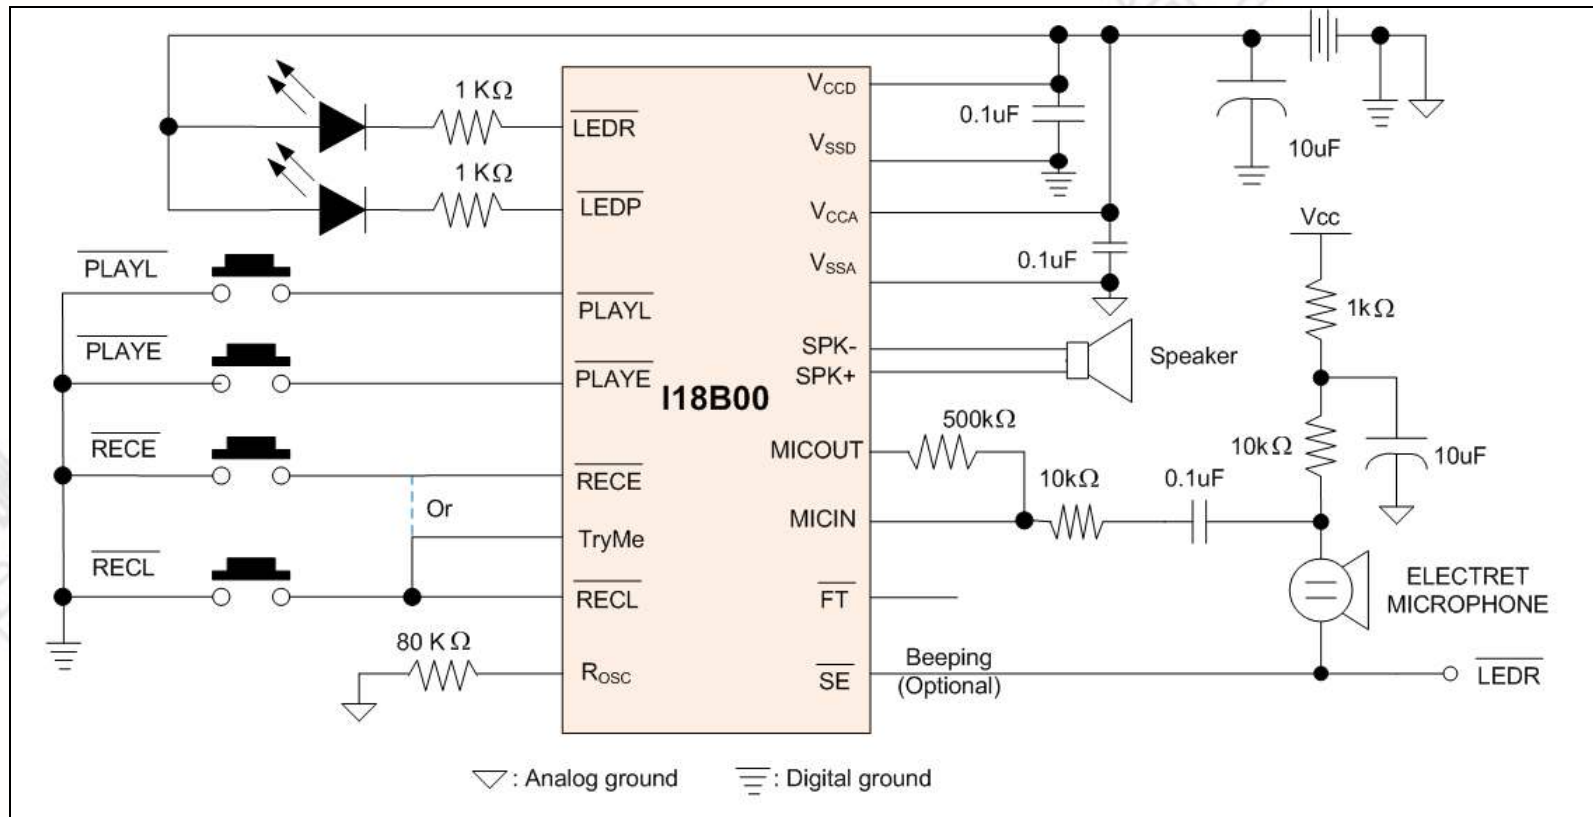 1 KΩ
LEDR
1 KΩ
LEDP
PLAYL
PLAYL
PLAYE
PLAYE
RECE
RECE
Or
TryMe
RECL
RECL
80 KΩ
ROSC
I18B00
VCCD
0.1uF
VSSD
VCCA
0.1uF
VSSA
SPK-
SPK+
Speaker
MICOUT
500kΩ
MICIN
10kΩ
0.1uF
FT
SE
Beeping
(Optional)
10uF
Vcc
1kΩ
10kΩ
10uF
ELECTRET
MICROPHONE
LEDR
: Analog ground
: Digital ground